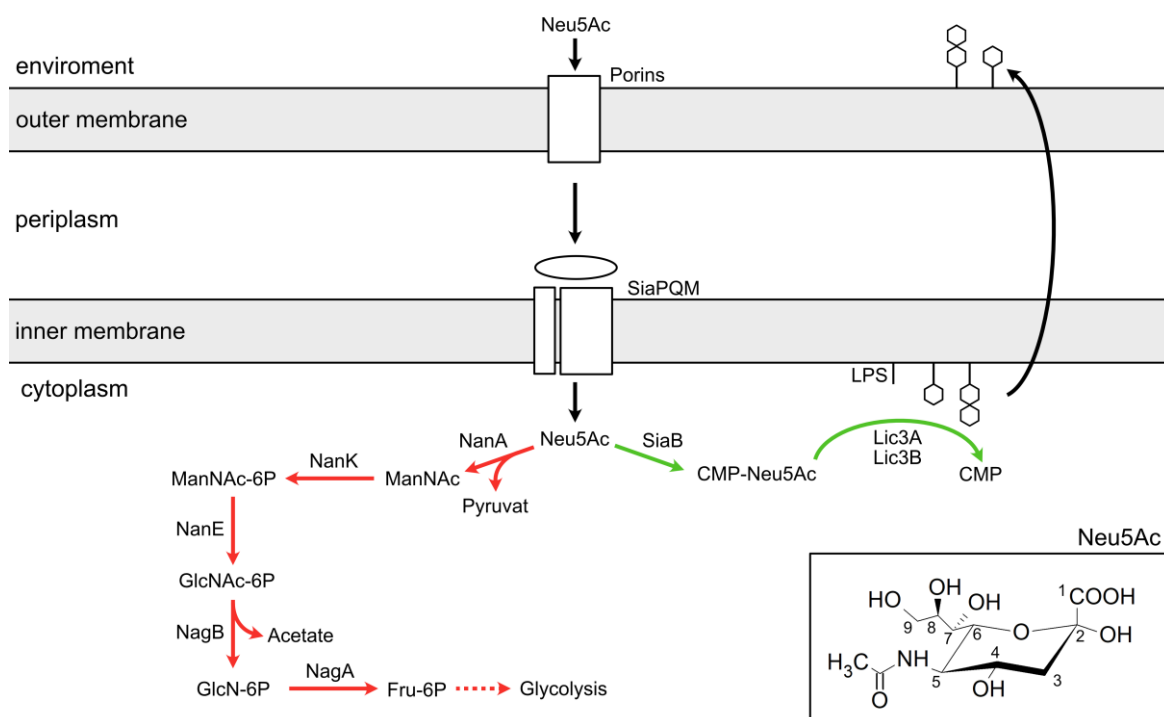 Neu5Ac
enviroment
Porins
outer membrane
periplasm
SiaPQM
inner membrane
cytoplasm
LPS
NanA
Neu5Ac
SiaB
Lic3A
Lic3B
ManNAc-6P
NanK
ManNAc
CMP-Neu5Ac
CMP
Pyruvat
NanE
GlcNAc-6P
NagB
Acetate
GlcN-6P
NagA
Fru-6P
Glycolysis
Neu5Ac
HO
OH
OH
1
COOH
9
8
7
6
O
2
OH
H3C
NH
O
5
4
OH
3